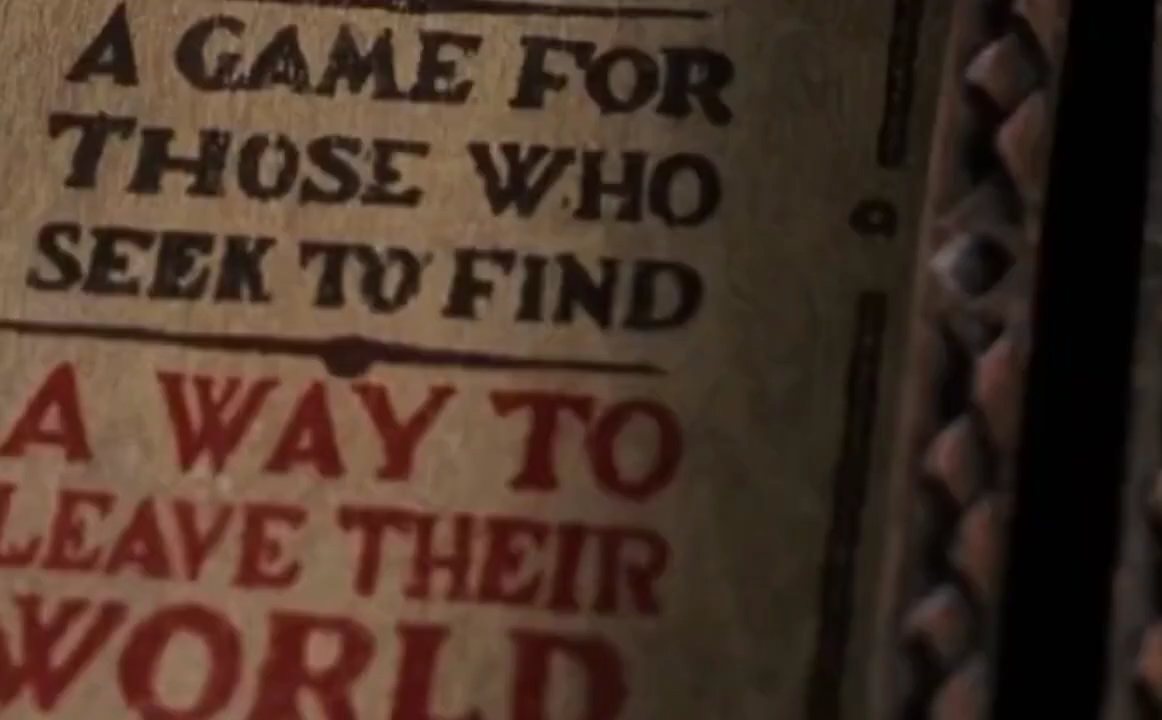 A GAME FOR
THOSE WHO
SEEK TO FIND
A WAY TO
LEAVE THEIR
WORLD